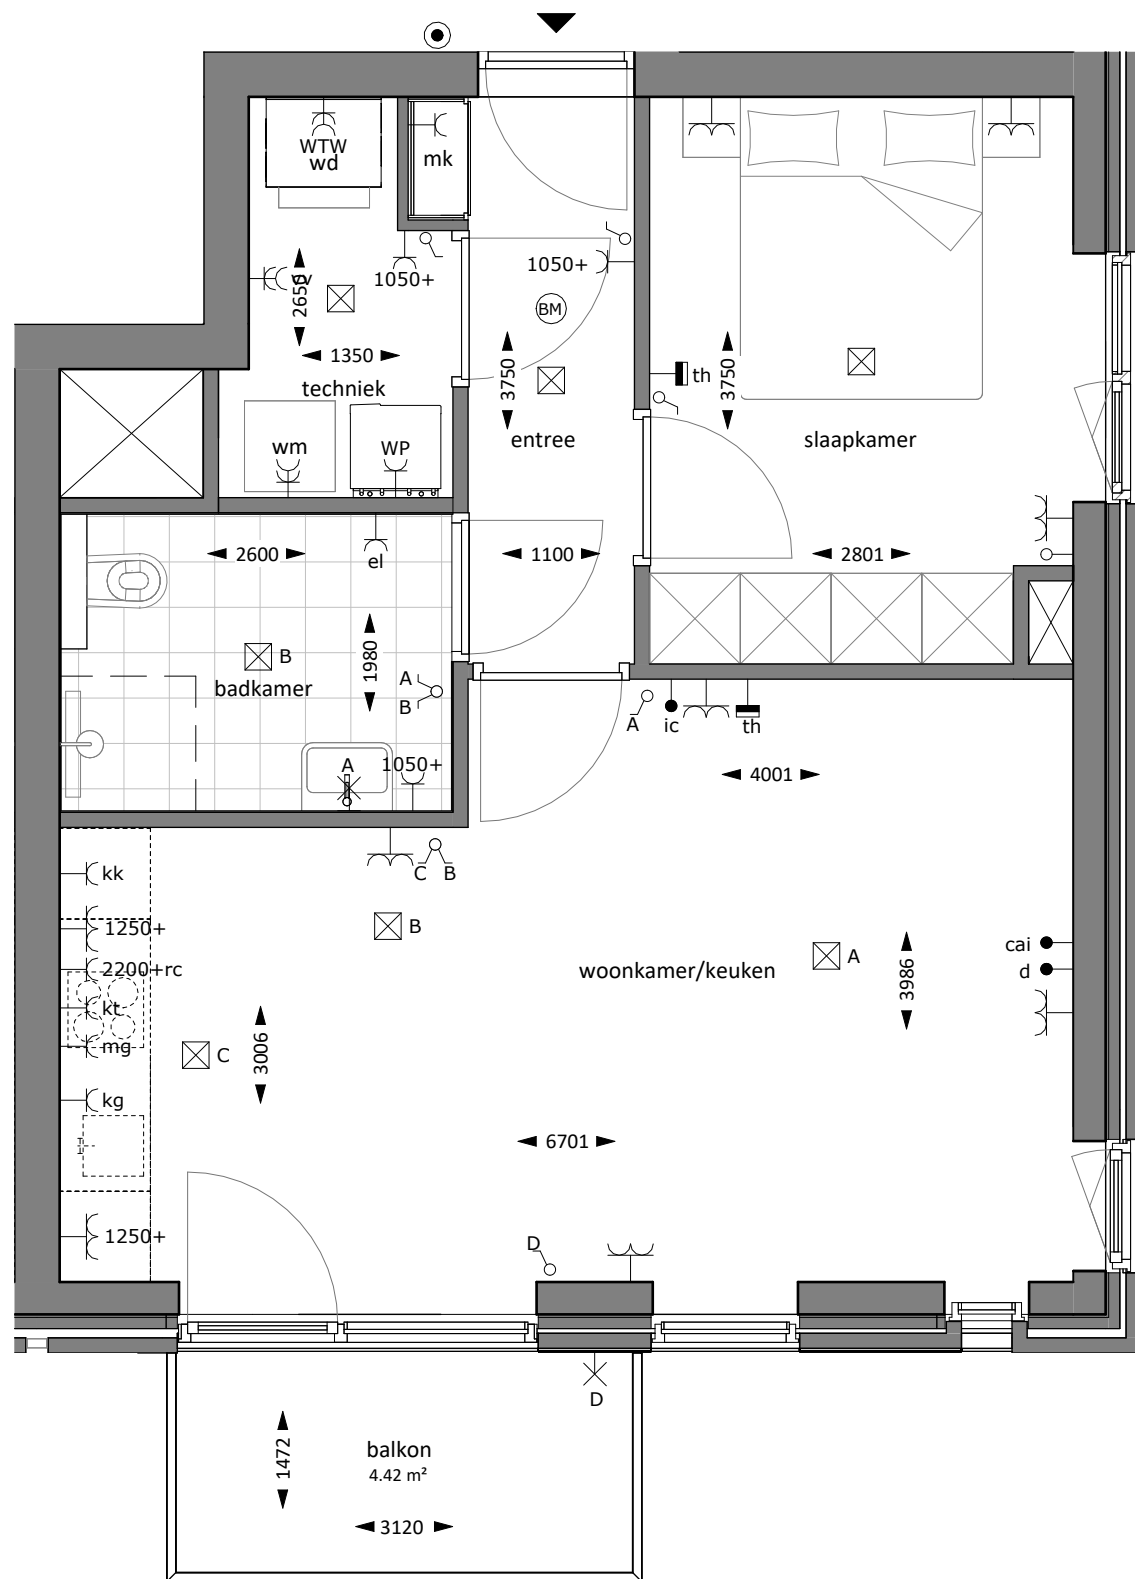 WTW
wd
mk
1050+
1050+
2650
BM
1350
techniek
3750
th
3750
entree
slaapkamer
wm
WP
2600
el
1100
2801
1980
B
badkamer
A
B
A
ic
th
A
1050+
4001
C B
kk
1250+
B
2200+rc
woonkamer/keuken
A
3986
cai
d
kt
mg
C
3006
kg
6701
1250+
D
D
balkon
4.42 m²
1472
3120